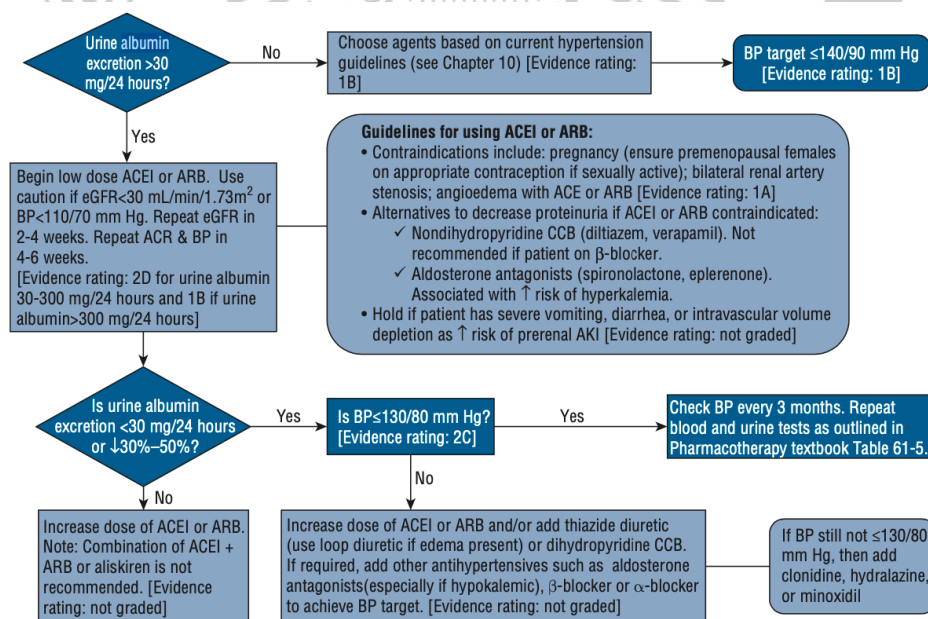 Urine albumin
excretion >30
mg/24 hours?
No
Choose agents based on current hypertension
guidelines (see Chapter 10) [Evidence rating:
1B]
BP target ≤140/90 mm Hg
[Evidence rating: 1B]
Yes
Begin low dose ACEI or ARB. Use
caution if eGFR<30 mL/min/1.73m² or
BP<110/70 mm Hg. Repeat eGFR in
2-4 weeks. Repeat ACR & BP in
4-6 weeks.
[Evidence rating: 2D for urine albumin
30-300 mg/24 hours and 1B if urine
albumin>300 mg/24 hours]
Guidelines for using ACEI or ARB:
• Contraindications include: pregnancy (ensure premenopausal females
on appropriate contraception if sexually active); bilateral renal artery
stenosis; angioedema with ACE or ARB [Evidence rating: 1A]
• Alternatives to decrease proteinuria if ACEI or ARB contraindicated:
✓ Nondihydropyridine CCB (diltiazem, verapamil). Not
recommended if patient on β-blocker.
✓ Aldosterone antagonists (spironolactone, eplerenone).
Associated with ↑ risk of hyperkalemia.
• Hold if patient has severe vomiting, diarrhea, or intravascular volume
depletion as ↑ risk of prerenal AKI [Evidence rating: not graded]
Is urine albumin
excretion <30 mg/24 hours
or ↓30%–50%?
Yes
Is BP≤130/80 mm Hg?
[Evidence rating: 2C]
Yes
Check BP every 3 months. Repeat
blood and urine tests as outlined in
Pharmacotherapy textbook Table 61-5.
No
No
Increase dose of ACEI or ARB.
Note: Combination of ACEI +
ARB or aliskiren is not
recommended. [Evidence
rating: not graded]
Increase dose of ACEI or ARB and/or add thiazide diuretic
(use loop diuretic if edema present) or dihydropyridine CCB.
If required, add other antihypertensives such as aldosterone
antagonists(especially if hypokalemic), β-blocker or α-blocker
to achieve BP target. [Evidence rating: not graded]
If BP still not ≤130/80
mm Hg, then add
clonidine, hydralazine,
or minoxidil